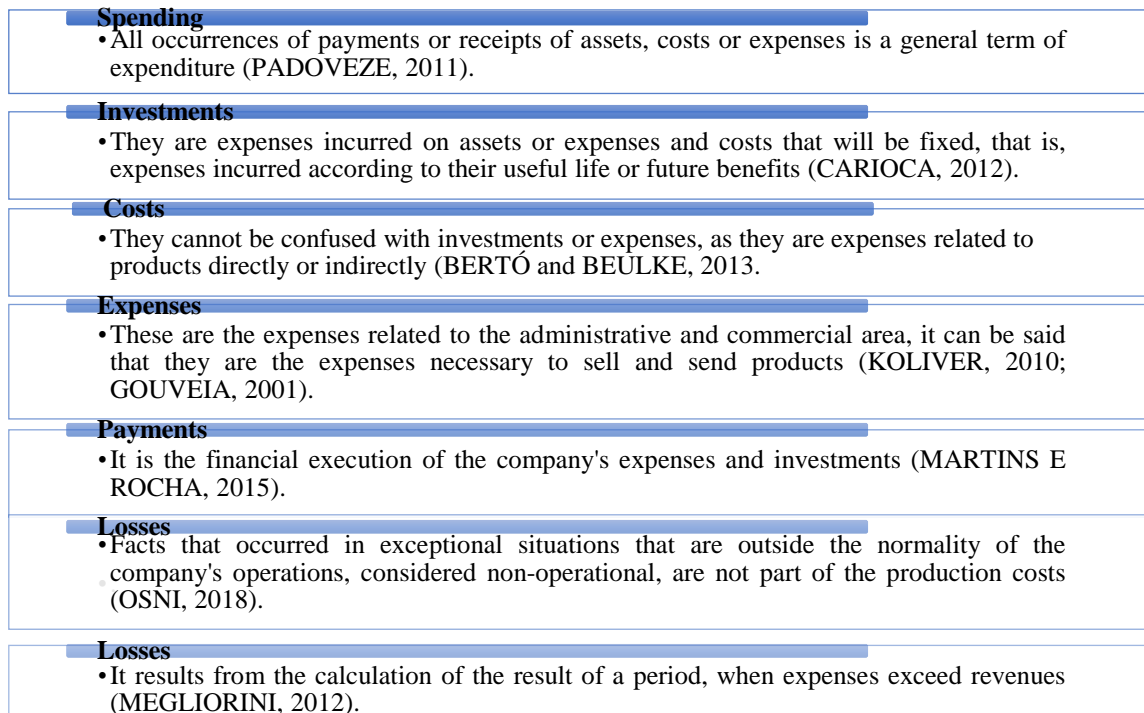 Spending
•All occurrences of payments or receipts of assets, costs or expenses is a general term of
expenditure (PADOVEZE, 2011).
Investments
•They are expenses incurred on assets or expenses and costs that will be fixed, that is,
expenses incurred according to their useful life or future benefits (CARIOCA, 2012).
Costs
•They cannot be confused with investments or expenses, as they are expenses related to
products directly or indirectly (BERTÓ and BEULKE, 2013.
Expenses
•These are the expenses related to the administrative and commercial area, it can be said
that they are the expenses necessary to sell and send products (KOLIVER, 2010;
GOUVEIA, 2001).
Payments
•It is the financial execution of the company's expenses and investments (MARTINS E
ROCHA, 2015).
Losses
•Facts that occurred in exceptional situations that are outside the normality of the
company's operations, considered non-operational, are not part of the production costs
(OSNI, 2018).
Losses
•It results from the calculation of the result of a period, when expenses exceed revenues
(MEGLIORINI, 2012).